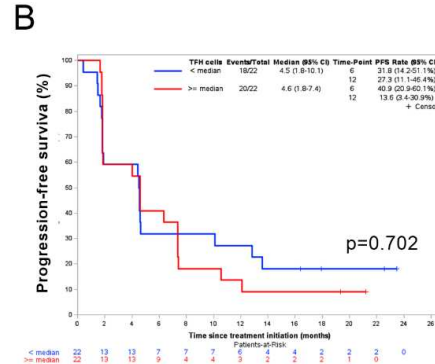 B
TFH cells Events/Total Median (95% CI) Time-Point PFS Rate (95% CI)
< median 18/22 4.5 (1.8-10.1) 6 31.8 (14.2-51.1%)
12 27.3 (11.1-46.4%)
>= median 20/22 4.6 (1.8-7.4) 6 40.9 (20.9-60.1%)
12 13.6 (3.4-30.9%)
+ Censo
Progression-free surviva (%)
100
90
80
70
60
50
40
30
20
10
0
p=0.702
0 2 4 6 8 10 12 14 16 18 20 22 24 26
Time since treatment initiation (months)
Patients-at-Risk
< median 22 13 13 7 7 7 6 4 4 2 2 2 0
>= median 22 13 13 9 4 4 3 2 2 2 1 0